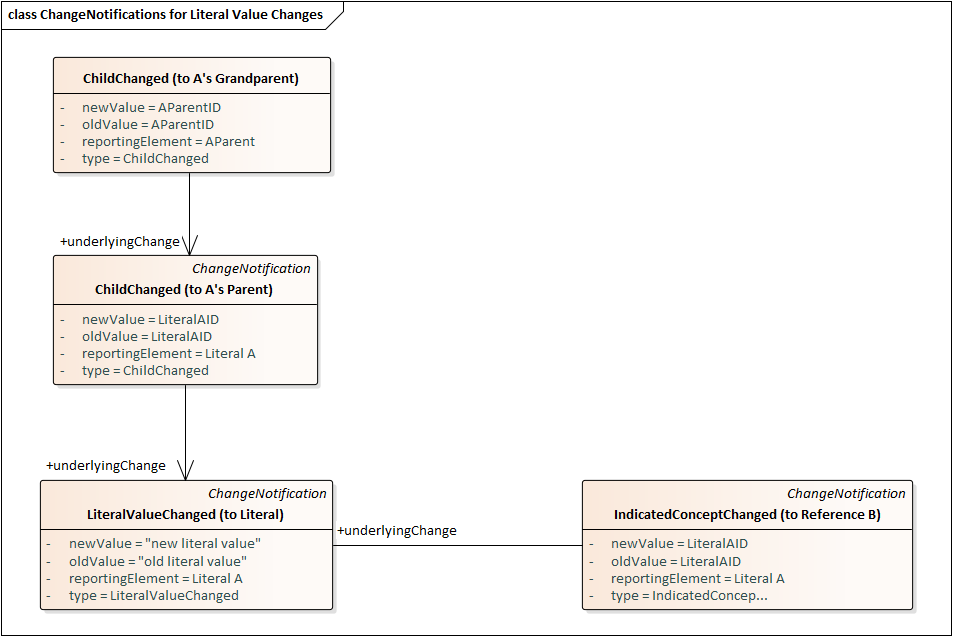 class ChangeNotifications for Literal Value Changes
ChildChanged (to A's Grandparent)
- newValue = AParentID
- oldValue = AParentID
- reportingElement = AParent
- type = ChildChanged
+underlyingChange
ChangeNotification
ChildChanged (to A's Parent)
- newValue = LiteralAID
- oldValue = LiteralAID
- reportingElement = Literal A
- type = ChildChanged
+underlyingChange
ChangeNotification
LiteralValueChanged (to Literal)
- newValue = "new literal value"
- oldValue = "old literal value"
- reportingElement = Literal A
- type = LiteralValueChanged
+underlyingChange
ChangeNotification
IndicatedConceptChanged (to Reference B)
- newValue = LiteralAID
- oldValue = LiteralAID
- reportingElement = Literal A
- type = IndicatedConcep...